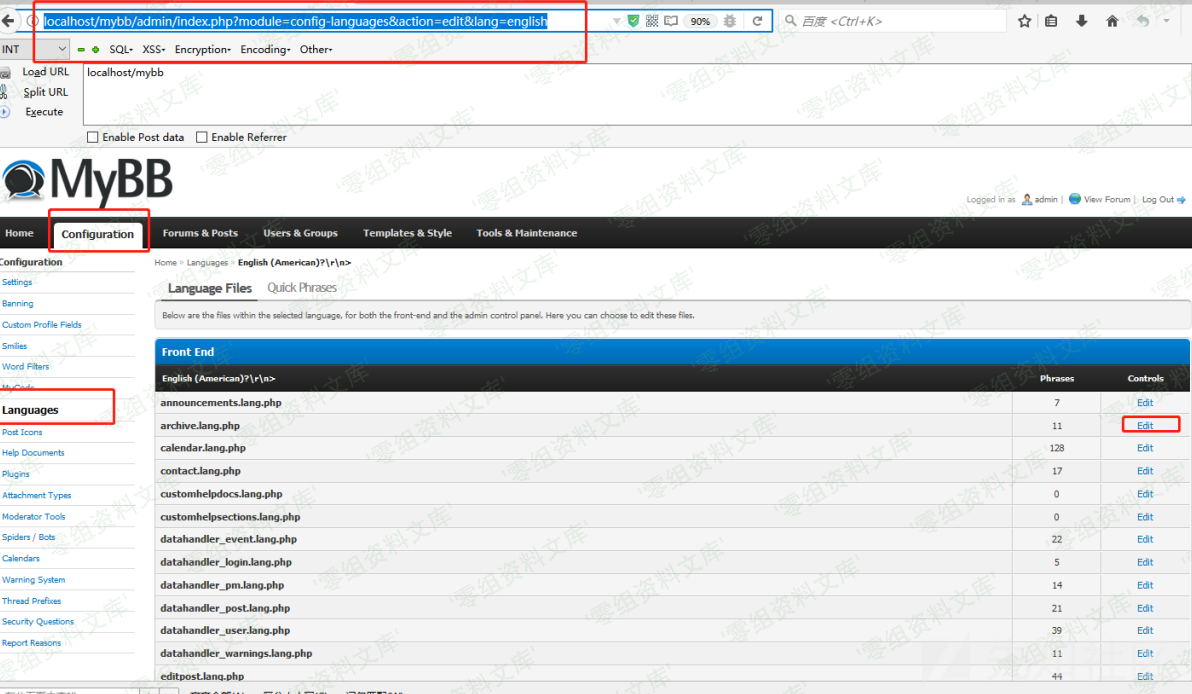 localhost/mybb/admin/index.php?module=config-languages&action=edit&lang=english
90%
百度 <Ctrl+K>
INT
SQL
XSS
Encryption
Encoding
Other
Load URL
localhost/mybb
Split URL
Execute
Enable Post data
Enable Referrer
MyBB
Logged in as admin | View Forum | Log Out
Home
Configuration
Forums & Posts
Users & Groups
Templates & Style
Tools & Maintenance
Configuration
Settings
Banning
Custom Profile Fields
Smilies
Word Filters
MyCode
Languages
Post Icons
Help Documents
Plugins
Attachment Types
Moderator Tools
Spiders / Bots
Calendars
Warning System
Thread Prefixes
Security Questions
Report Reasons
Home » Languages » English (American)?\r\n>
Language Files
Quick Phrases
Below are the files within the selected language, for both the front-end and the admin control panel. Here you can choose to edit these files.
Front End
English (American)?\r\n> Phrases Controls
announcements.lang.php 7 Edit
archive.lang.php 11 Edit
calendar.lang.php 128 Edit
contact.lang.php 17 Edit
customhelpdocs.lang.php 0 Edit
customhelpsections.lang.php 0 Edit
datahandler_event.lang.php 22 Edit
datahandler_login.lang.php 5 Edit
datahandler_pm.lang.php 14 Edit
datahandler_post.lang.php 21 Edit
datahandler_user.lang.php 39 Edit
datahandler_warnings.lang.php 11 Edit
editpost.lang.php 44 Edit
零组资料文库